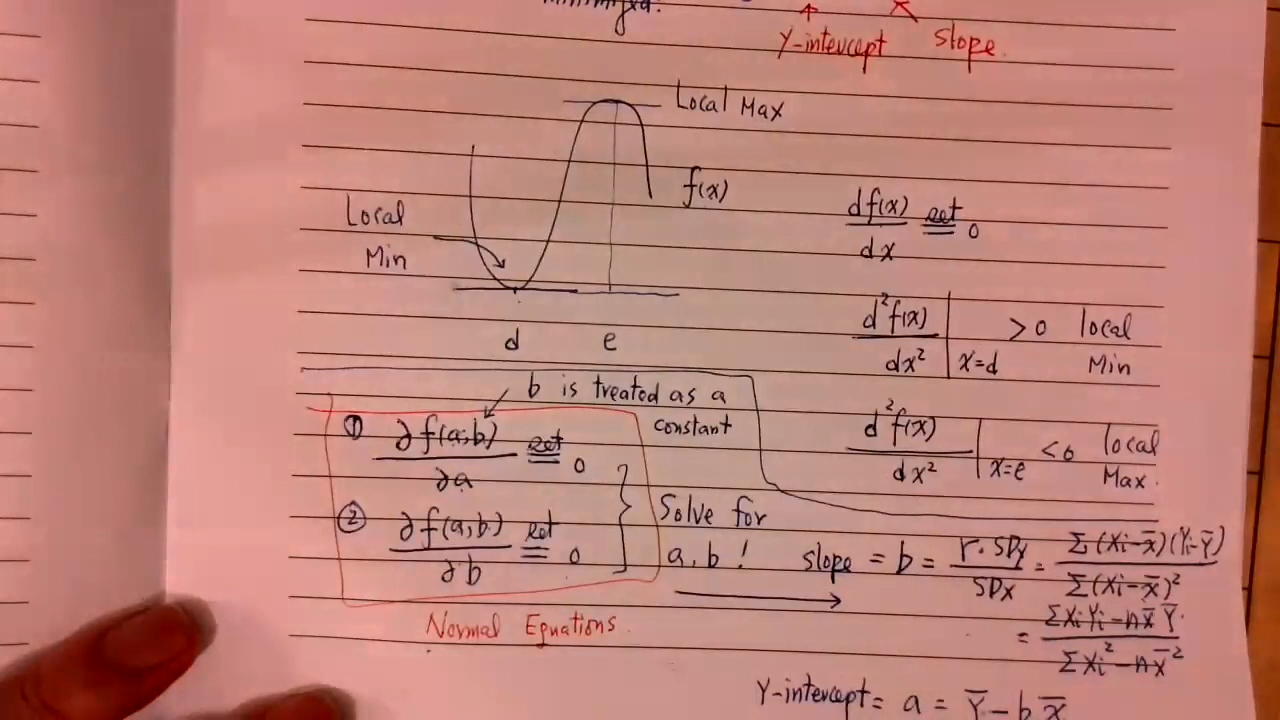 minimized.
Y-intercept slope.
Local Max
f(x)
Local
Min
d e
df(x)/dx set= 0
d²f(x)/dx² | x=d > 0 local Min
d²f(x)/dx² | x=e < 0 local Max.
b is treated as a
constant
① ∂f(a,b)/∂a set= 0
② ∂f(a,b)/∂b set= 0
Solve for
a, b !
Normal Equations.
slope = b = r·SDy/SDx = Σ(Xi-X̄)(Yi-Ȳ)/Σ(Xi-X̄)²
= ΣXiYi-nX̄Ȳ/ΣXi²-nX̄²
Y-intercept = a = Ȳ - bX̄